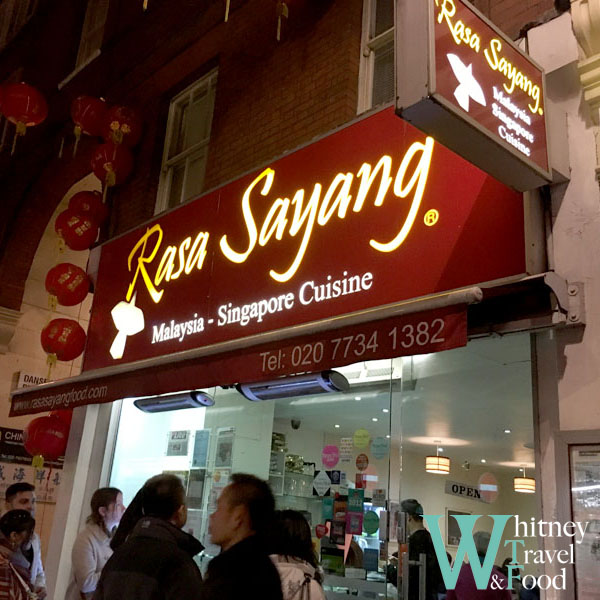 Rasa Sayang®
Malaysia
Singapore
Cuisine
Rasa Sayang®
Malaysia - Singapore Cuisine
Tel: 020 7734 1382
www.rasasayangfood.com
OPEN
Whitney
Travel
&Food